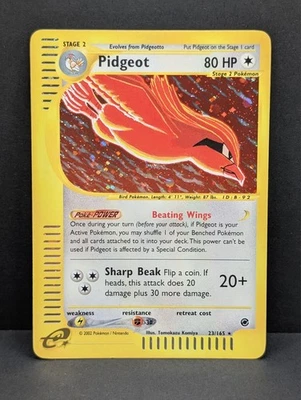 STAGE 2
Evolves from Pidgeotto
Put Pidgeot on the Stage 1 card
Pidgeot
80 HP
Stage 2 Pokémon
Bird Pokémon, Length: 4' 11", Weight: 87 lbs. ID-B-92
Poké-POWER Beating Wings
Once during your turn (before your attack), if Pidgeot is your
Active Pokémon, you may shuffle 1 of your Benched Pokémon
and all cards attached to it into your deck. This power can't be
used if Pidgeot is affected by a Special Condition.
Sharp Beak Flip a coin. If
heads, this attack does 20
damage plus 30 more damage.
20+
weakness
resistance
retreat cost
-30
e
© 2002 Pokémon / Nintendo
Illus. Tomokazu Komiya
23/165 ★